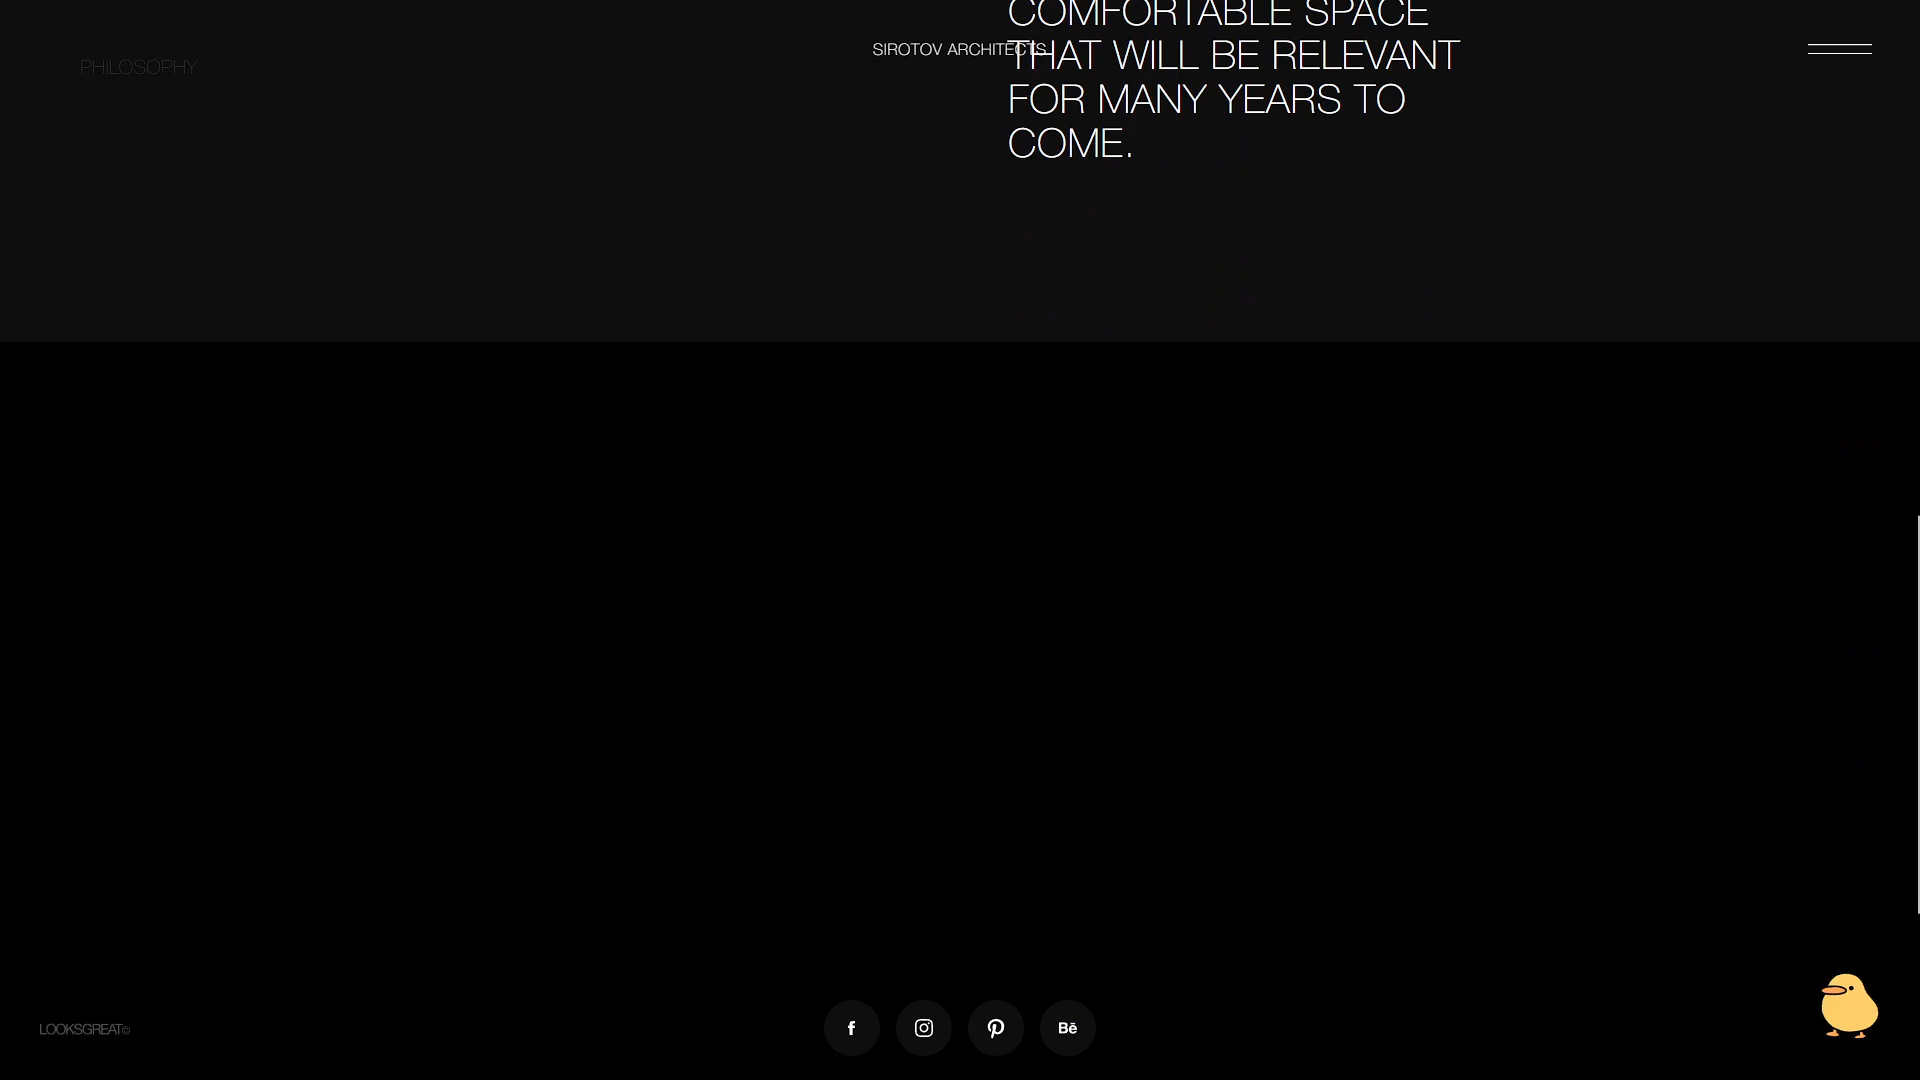 COMFORTABLE SPACE
SIROTOV ARCHITECTS
THAT WILL BE RELEVANT
PHILOSOPHY
FOR MANY YEARS TO
COME.
LOOKSGREAT©
f
Bē